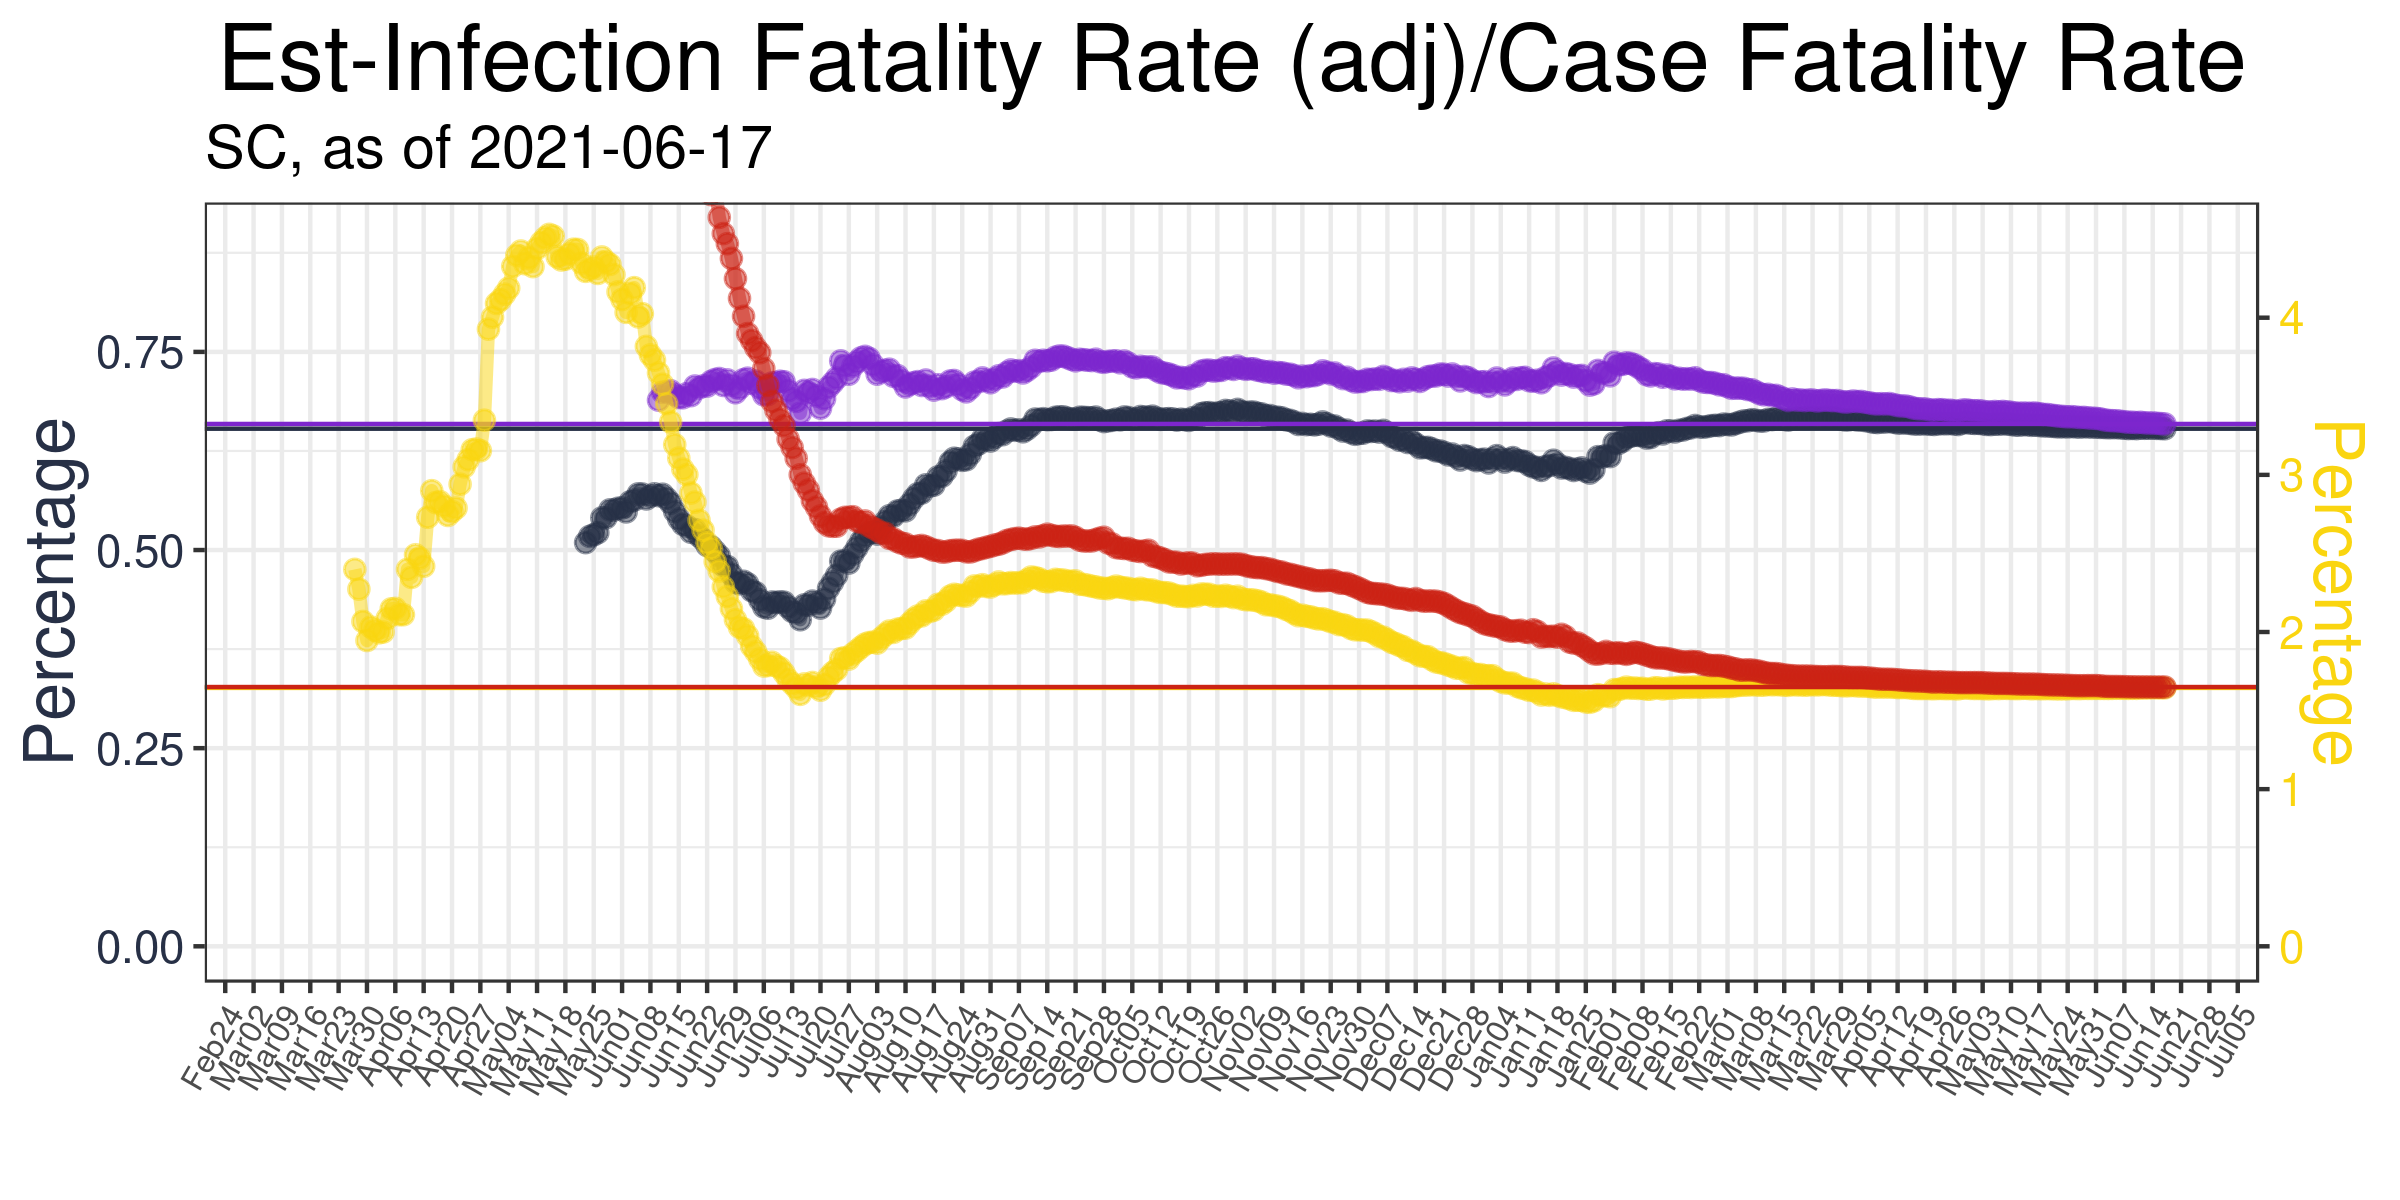 Est-Infection Fatality Rate (adj)/Case Fatality Rate
SC, as of 2021-06-17
Percentage
0.75
0.50
0.25
0.00
4
3
2
1
0
Percentage
Feb24
Mar02
Mar09
Mar16
Mar23
Mar30
Apr06
Apr13
Apr20
Apr27
May04
May11
May18
May25
Jun01
Jun08
Jun15
Jun22
Jun29
Jul06
Jul13
Jul20
Jul27
Aug03
Aug10
Aug17
Aug24
Aug31
Sep07
Sep14
Sep21
Sep28
Oct05
Oct12
Oct19
Oct26
Nov02
Nov09
Nov16
Nov23
Nov30
Dec07
Dec14
Dec21
Dec28
Jan04
Jan11
Jan18
Jan25
Feb01
Feb08
Feb15
Feb22
Mar01
Mar08
Mar15
Mar22
Mar29
Apr05
Apr12
Apr19
Apr26
May03
May10
May17
May24
May31
Jun07
Jun14
Jun21
Jun28
Jul05